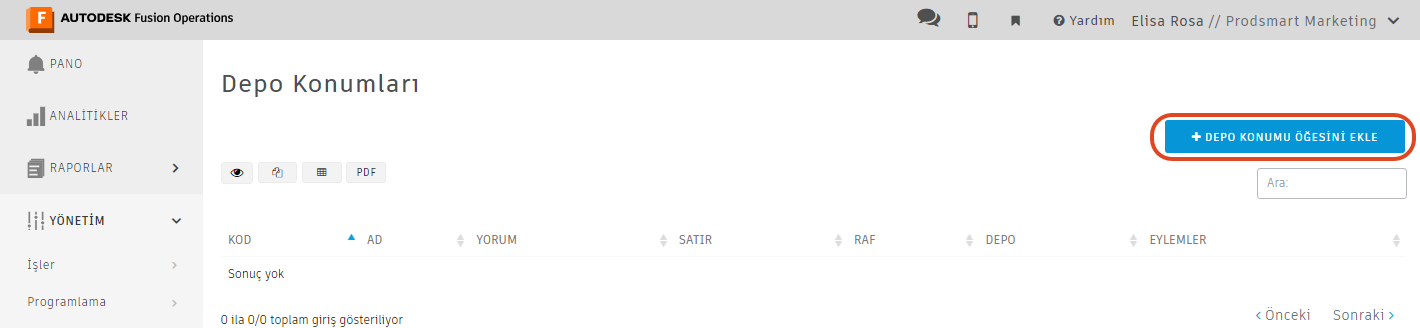 F AUTODESK Fusion Operations
Yardım Elisa Rosa // Prodsmart Marketing
PANO
ANALİTİKLER
RAPORLAR
YÖNETİM
İşler
Programlama
Depo Konumları
+ DEPO KONUMU ÖĞESİNİ EKLE
PDF
Ara:
KOD AD YORUM SATIR RAF DEPO EYLEMLER
Sonuç yok
0 ila 0/0 toplam giriş gösteriliyor
‹ Önceki Sonraki ›